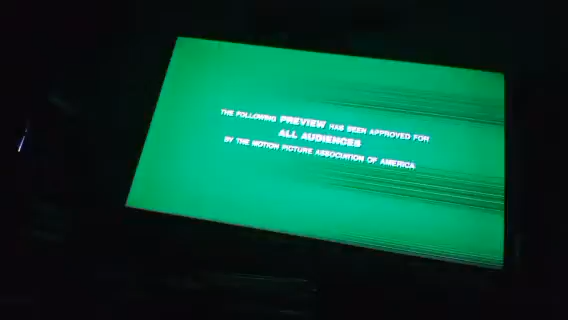 THE FOLLOWING PREVIEW HAS BEEN APPROVED FOR
ALL AUDIENCES
BY THE MOTION PICTURE ASSOCIATION OF AMERICA